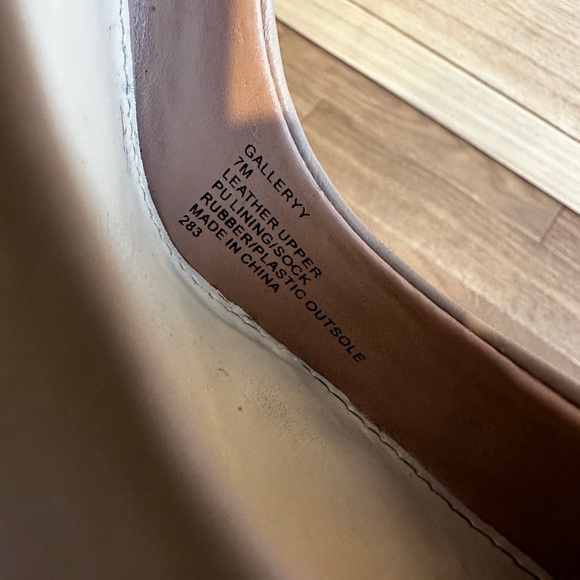 GALLERYY
7M
LEATHER UPPER
PU LINING/SOCK
RUBBER/PLASTIC OUTSOLE
MADE IN CHINA
283